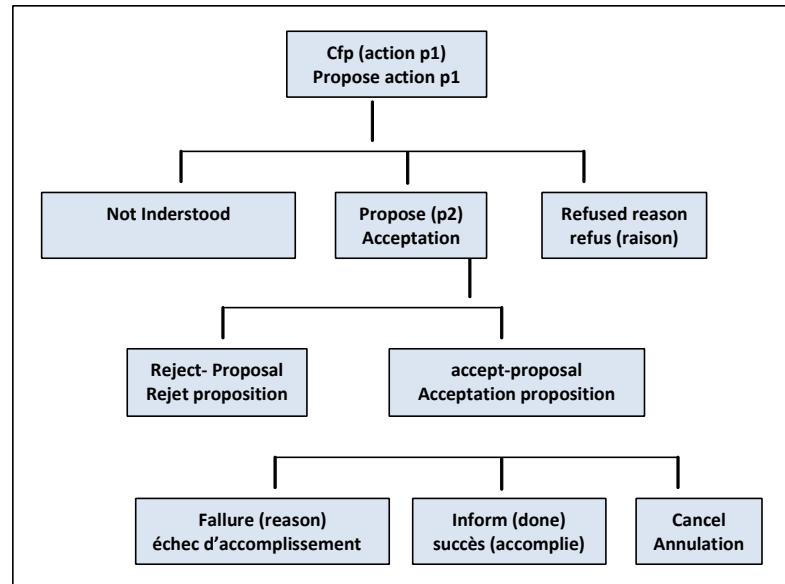 Cfp (action p1)
Propose action p1
Not Inderstood
Propose (p2)
Acceptation
Refused reason
refus (raison)
Reject- Proposal
Rejet proposition
accept-proposal
Acceptation proposition
Fallure (reason)
échec d'accomplissement
Inform (done)
succès (accomplie)
Cancel
Annulation